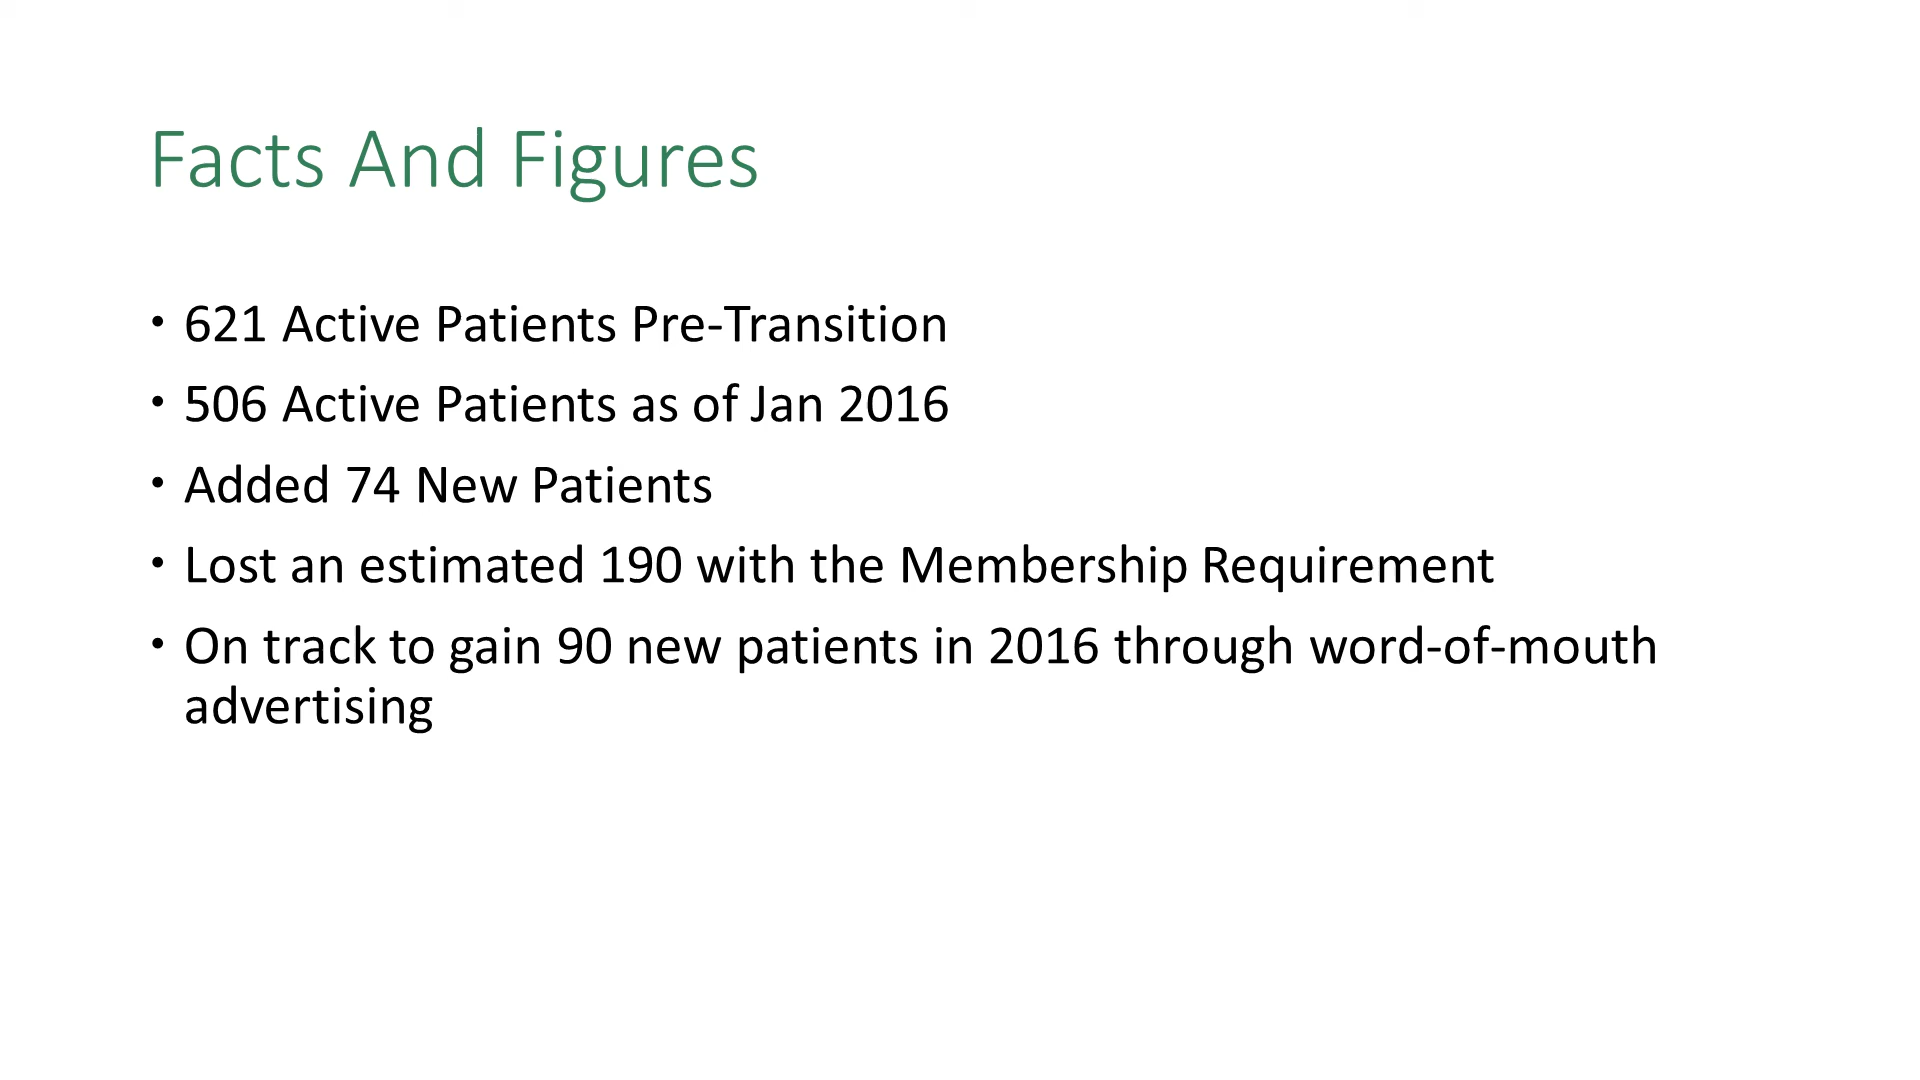 Facts And Figures
• 621 Active Patients Pre-Transition
• 506 Active Patients as of Jan 2016
• Added 74 New Patients
• Lost an estimated 190 with the Membership Requirement
• On track to gain 90 new patients in 2016 through word-of-mouth
advertising